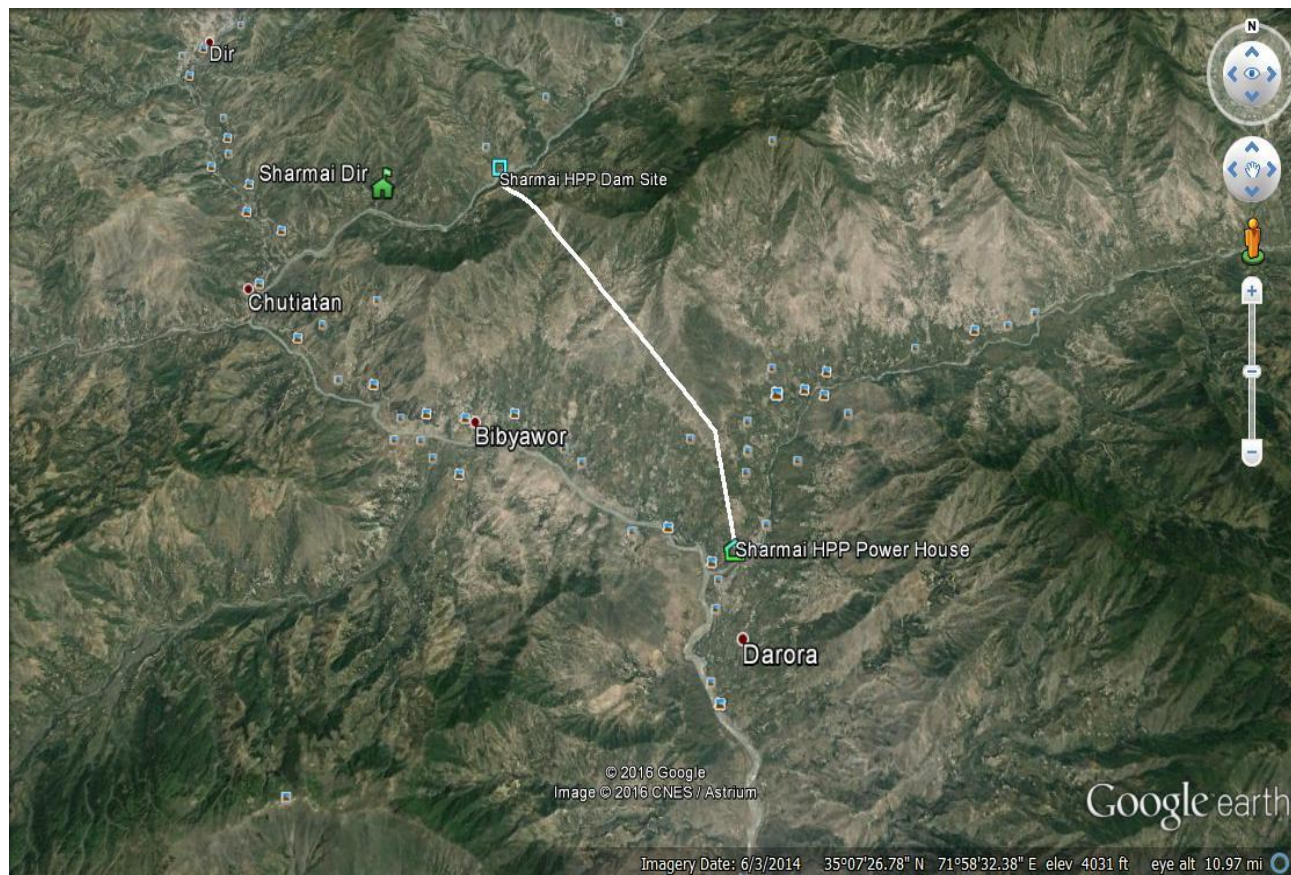 N
Dir
Sharmai Dir
Sharmai HPP Dam Site
Chutiatan
Bibyawor
Sharmai HPP Power House
Darora
© 2016 Google
Image © 2016 CNES / Astrium
Google earth
Imagery Date: 6/3/2014 35°07'26.78" N 71°58'32.38" E elev 4031 ft eye alt 10.97 mi